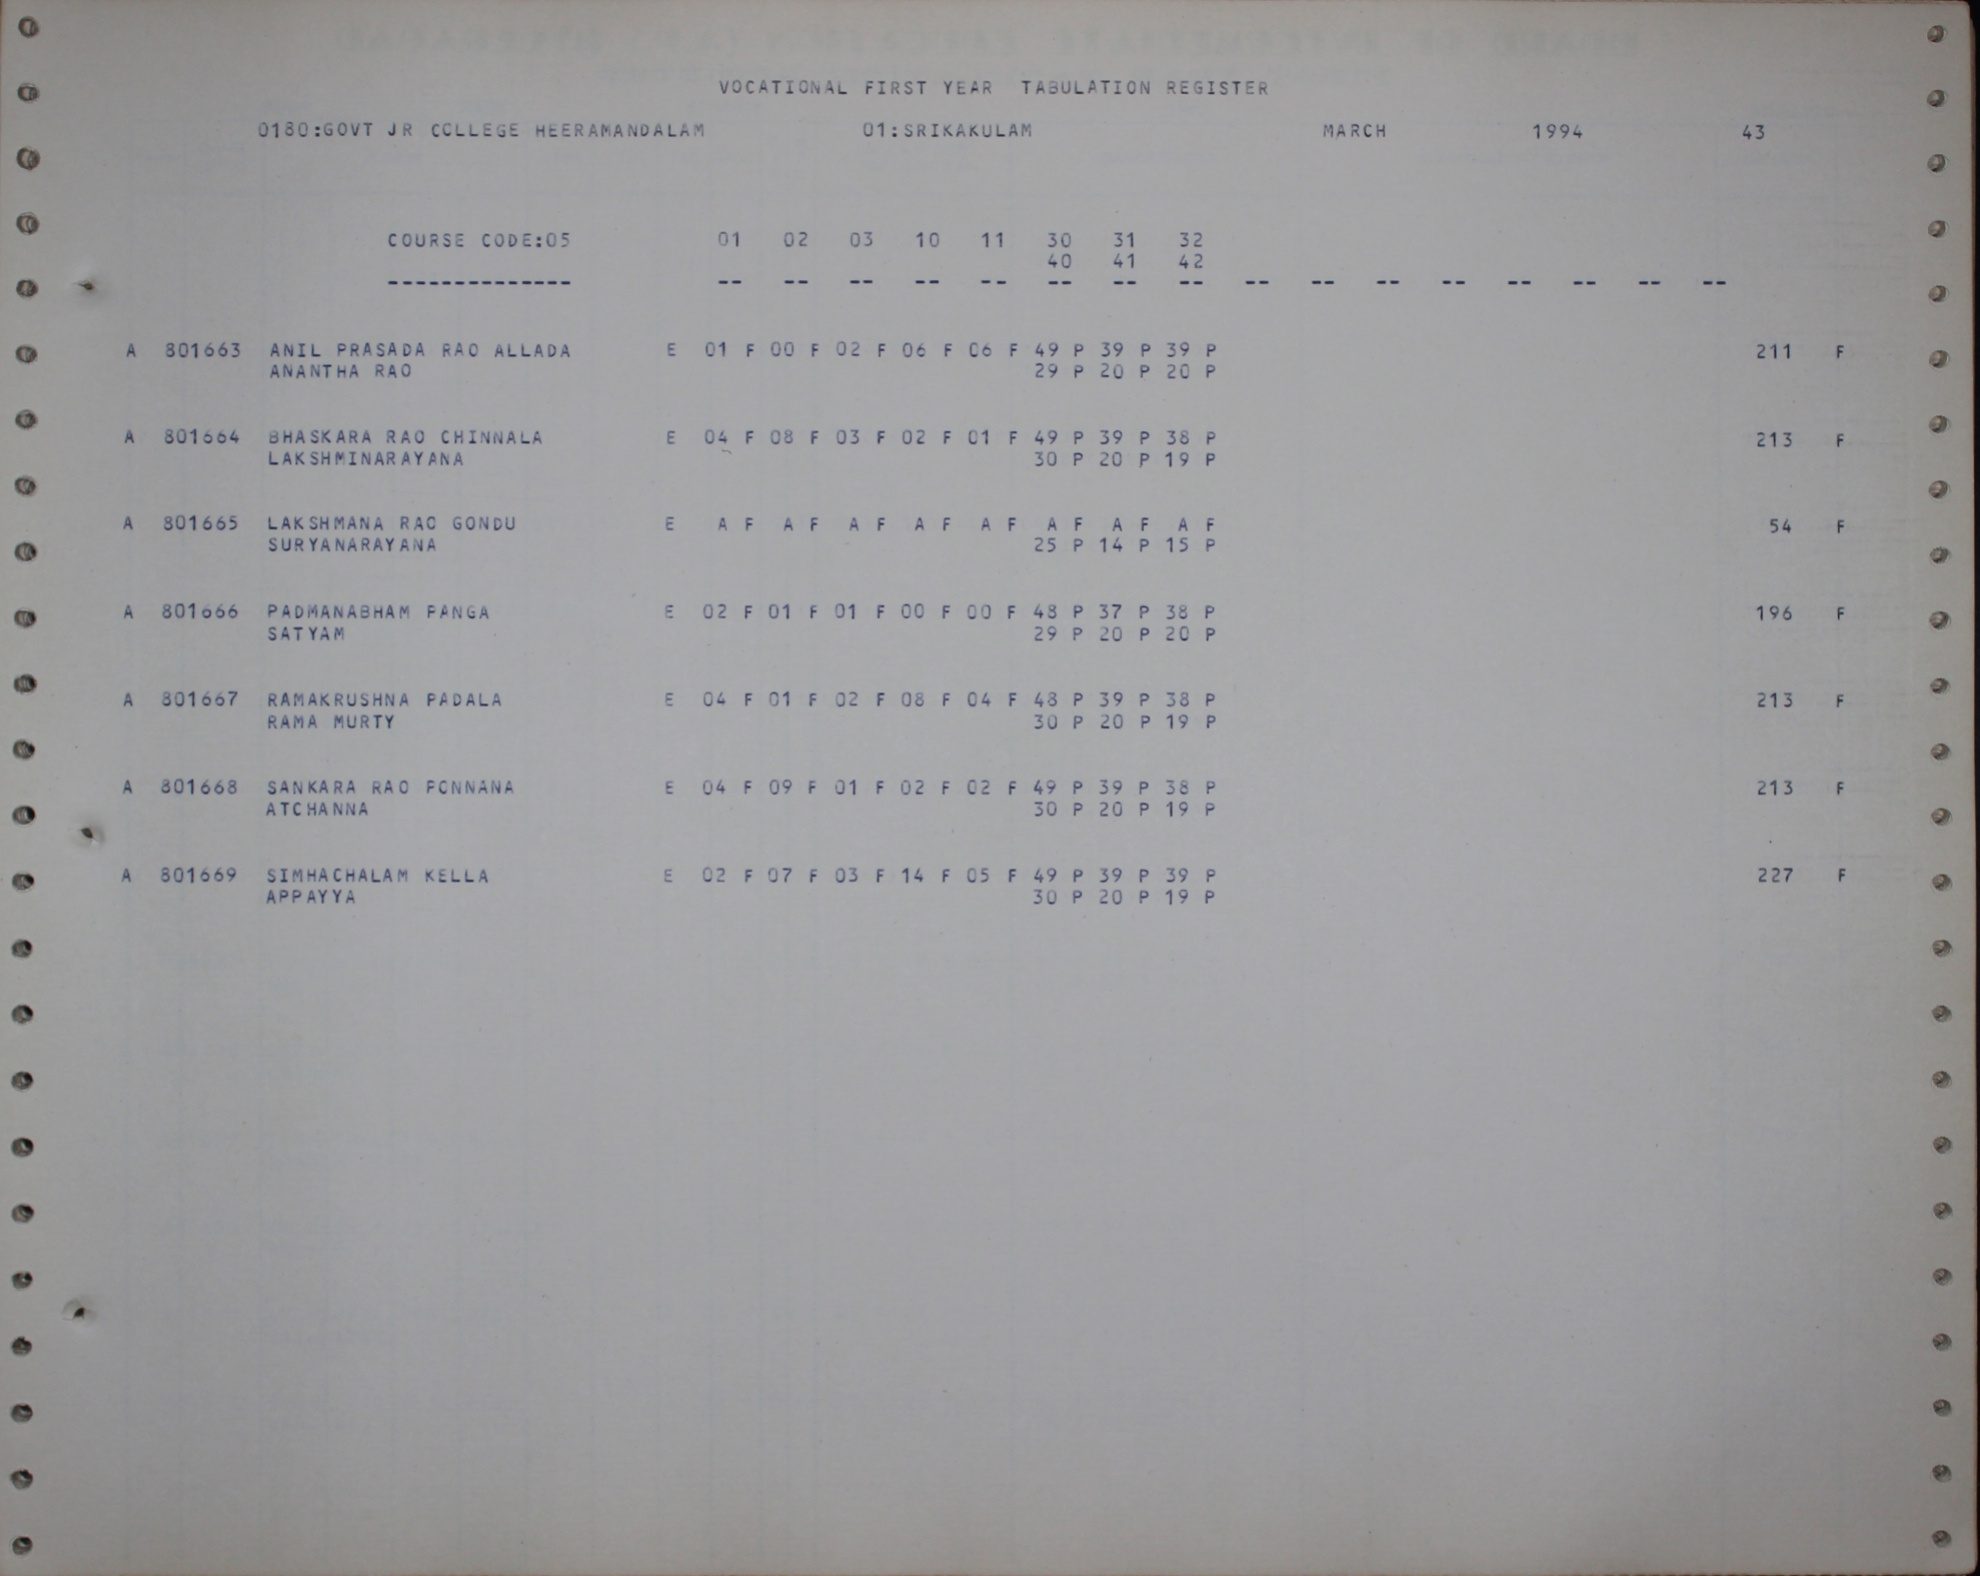 VOCATIONAL FIRST YEAR TABULATION REGISTER
0180:GOVT JR COLLEGE HEERAMANDALAM 01:SRIKAKULAM MARCH 1994 43
COURSE CODE:05 01 02 03 10 11 30 31 32
40 41 42
-------------- -- -- -- -- -- -- -- -- -- -- -- -- -- -- -- --
A 801663 ANIL PRASADA RAO ALLADA E 01 F 00 F 02 F 06 F 06 F 49 P 39 P 39 P 211 F
ANANTHA RAO 29 P 20 P 20 P
A 801664 BHASKARA RAO CHINNALA E 04 F 08 F 03 F 02 F 01 F 49 P 39 P 38 P 213 F
LAKSHMINARAYANA 30 P 20 P 19 P
A 801665 LAKSHMANA RAO GONDU E A F A F A F A F A F A F A F A F 54 F
SURYANARAYANA 25 P 14 P 15 P
A 801666 PADMANABHAM PANGA E 02 F 01 F 01 F 00 F 00 F 48 P 37 P 38 P 196 F
SATYAM 29 P 20 P 20 P
A 801667 RAMAKRUSHNA PADALA E 04 F 01 F 02 F 08 F 04 F 48 P 39 P 38 P 213 F
RAMA MURTY 30 P 20 P 19 P
A 801668 SANKARA RAO PONNANA E 04 F 09 F 01 F 02 F 02 F 49 P 39 P 38 P 213 F
ATCHANNA 30 P 20 P 19 P
A 801669 SIMHACHALAM KELLA E 02 F 07 F 03 F 14 F 05 F 49 P 39 P 39 P 227 F
APPAYYA 30 P 20 P 19 P